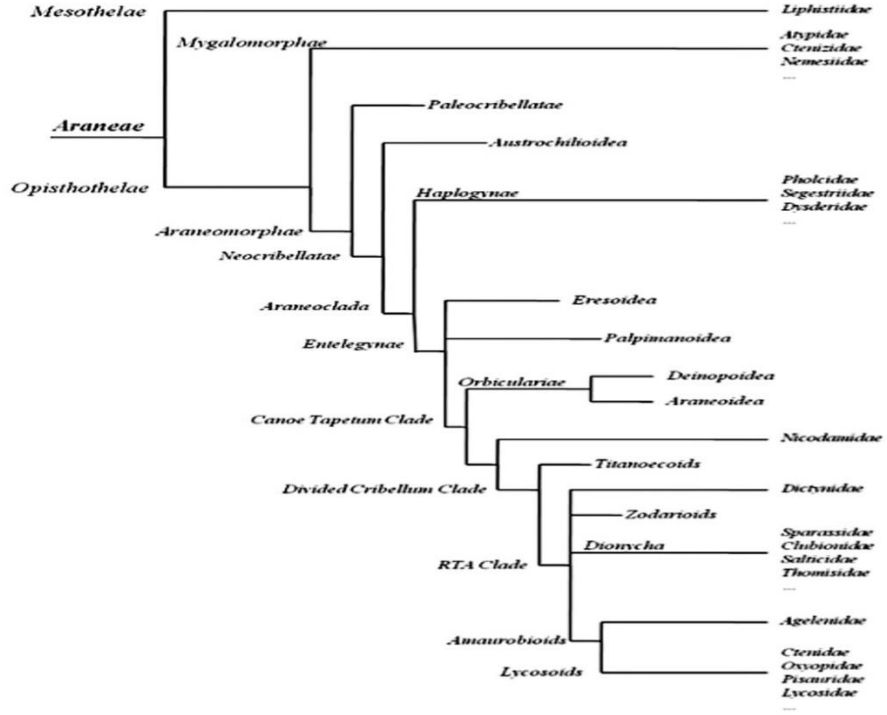 Mesothelae
Liphistiidae
Mygalomorphae
Atypidae
Ctenizidae
Nemesiidae
...
Paleocribellatae
Araneae
Austrochilioidea
Opisthothelae
Haplogynae
Pholcidae
Segestriidae
Dysderidae
...
Araneomorphae
Neocribellatae
Araneoclada
Eresoidea
Entelegynae
Palpimanoidea
Orbiculariae
Deinopoidea
Araneoidea
Canoe Tapetum Clade
Nicodamidae
Titanoecoids
Divided Cribellum Clade
Dictynidae
Zodarioids
Dionycha
Sparassidae
Clubionidae
Salticidae
Thomisidae
...
RTA Clade
Agelenidae
Amaurobioids
Lycosoids
Ctenidae
Oxyopidae
Pisauridae
Lycosidae
...